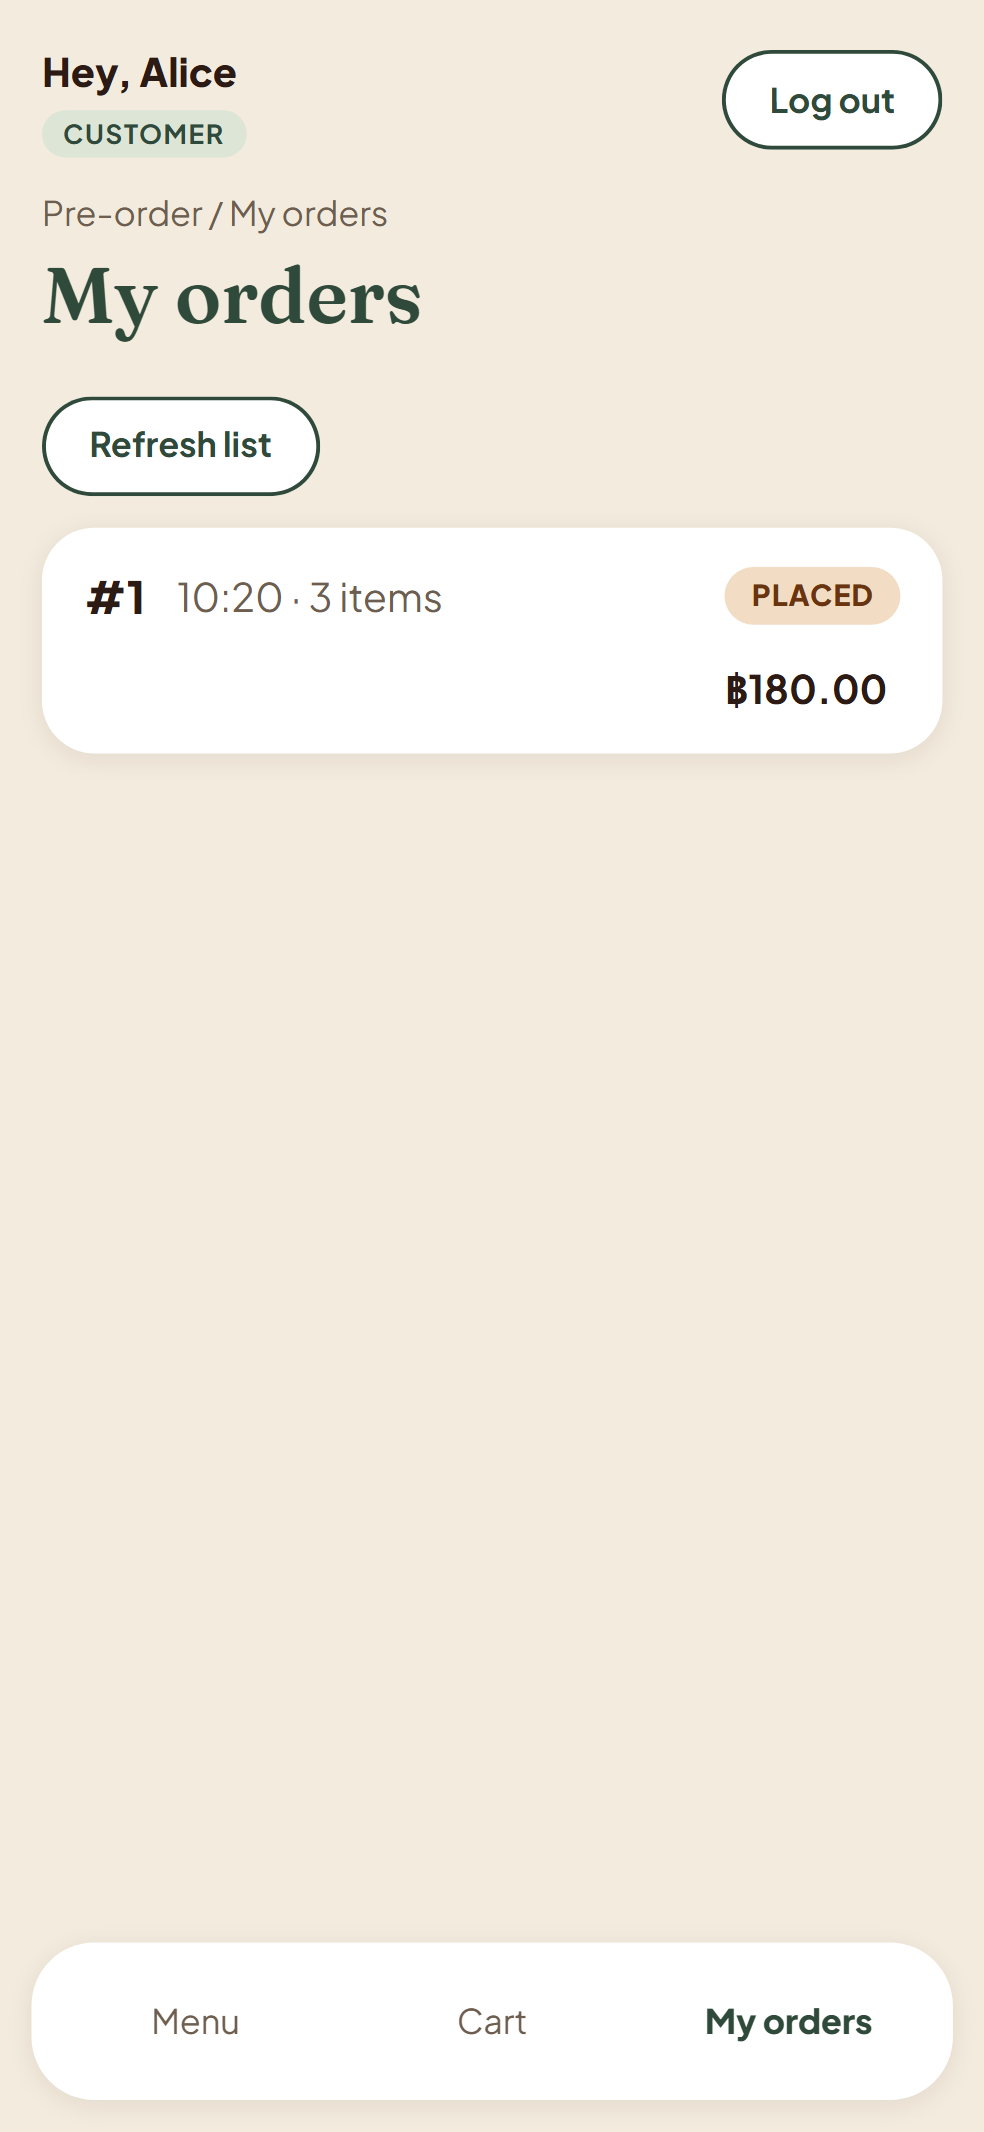 Hey, Alice
Log out
CUSTOMER
Pre-order / My orders
My orders
Refresh list
#1 10:20 · 3 items PLACED
฿180.00
Menu Cart My orders